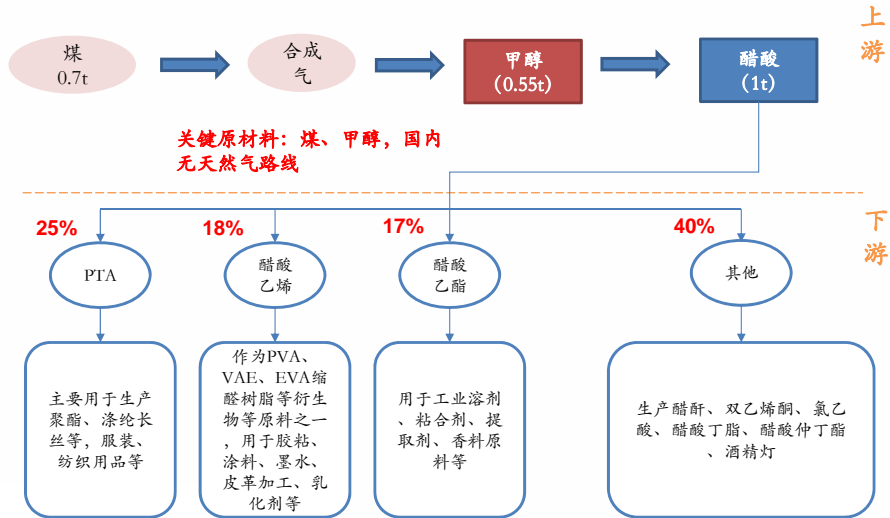 上
游
煤
0.7t
合成
气
甲醇
（0.55t）
醋酸
（1t）
关键原材料：煤、甲醇，国内
无天然气路线
下
游
25%
18%
17%
40%
PTA
醋酸
乙烯
醋酸
乙酯
其他
主要用于生产
聚酯、涤纶长
丝等，服装、
纺织用品等
作为PVA、
VAE、EVA缩
醛树脂等衍生
物等原料之一
，用于胶粘、
涂料、墨水、
皮革加工、乳
化剂等
用于工业溶剂
、粘合剂、提
取剂、香料原
料等
生产醋酐、双乙烯酮、氯乙
酸、醋酸丁脂、醋酸仲丁酯
、酒精灯